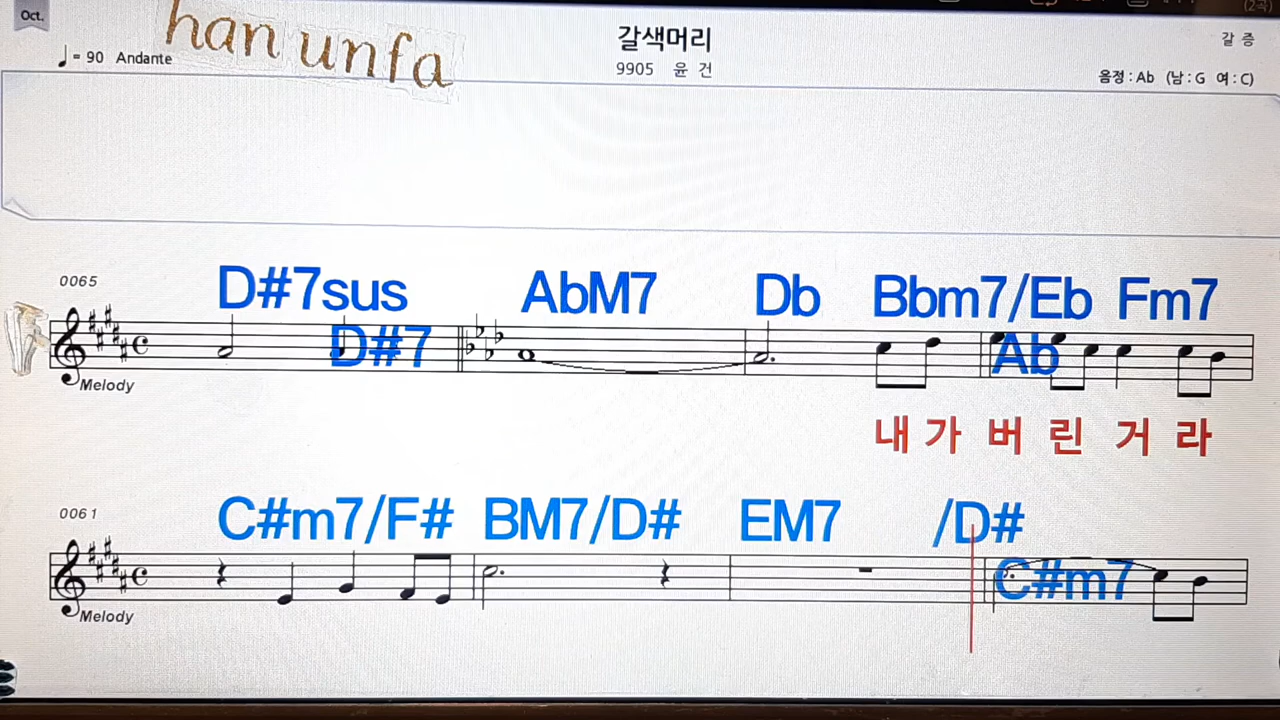 Oct.
han unfa
갈색머리
갈 증
♩= 90 Andante
9905 윤 건
음정 : Ab (남 : G 여 : C)
0065
D#7sus AbM7 Db Bbm7/Eb Fm7
D#7 Ab
Melody
내 가 버 린 거 라
0061
C#m7/F# BM7/D# EM7 /D#
C#m7
Melody